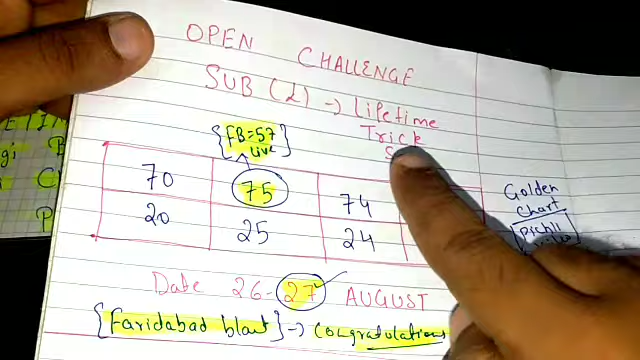 OPEN CHALLENGE
SUB (2) → Lifetime
Trick
{FB=57
Live}
70 75 74
20 25 24
Golden
chart
Date 26-27 AUGUST
{Faridabad blast} → Congratulations